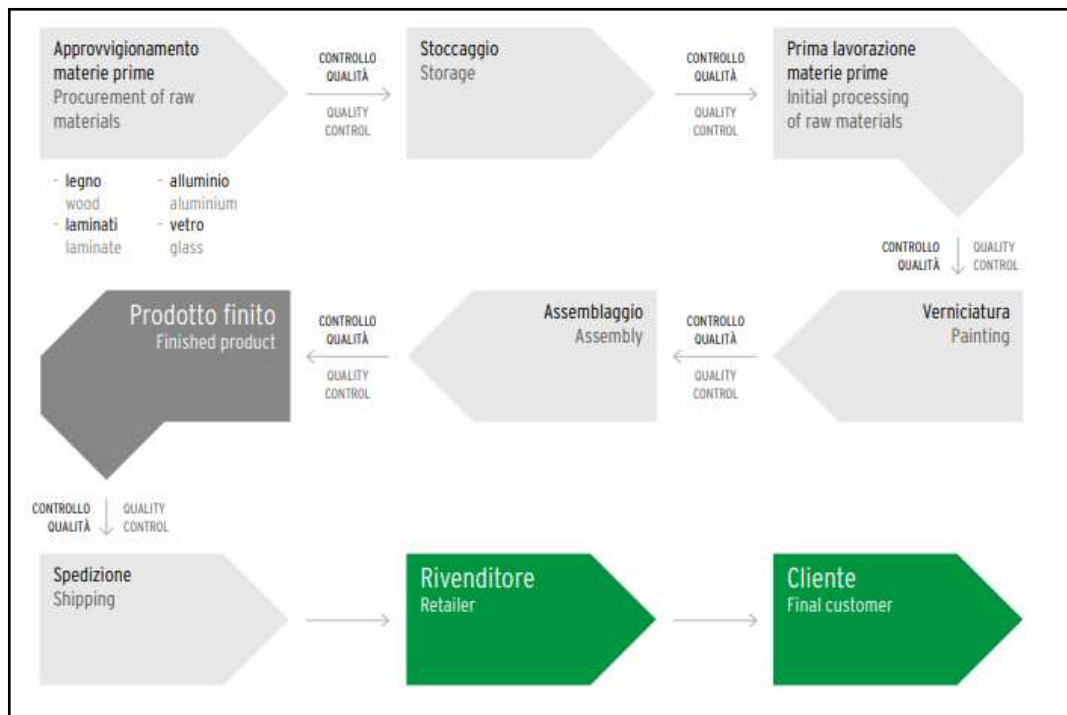 Approvvigionamento
materie prime
Procurement of raw
materials
CONTROLLO
QUALITÀ
QUALITY
CONTROL
Stoccaggio
Storage
CONTROLLO
QUALITÀ
QUALITY
CONTROL
Prima lavorazione
materie prime
Initial processing
of raw materials
- legno
wood
- laminati
laminate
- alluminio
aluminium
- vetro
glass
CONTROLLO
QUALITÀ
QUALITY
CONTROL
Verniciatura
Painting
CONTROLLO
QUALITÀ
QUALITY
CONTROL
Assemblaggio
Assembly
CONTROLLO
QUALITÀ
QUALITY
CONTROL
Prodotto finito
Finished product
CONTROLLO
QUALITÀ
QUALITY
CONTROL
Spedizione
Shipping
Rivenditore
Retailer
Cliente
Final customer